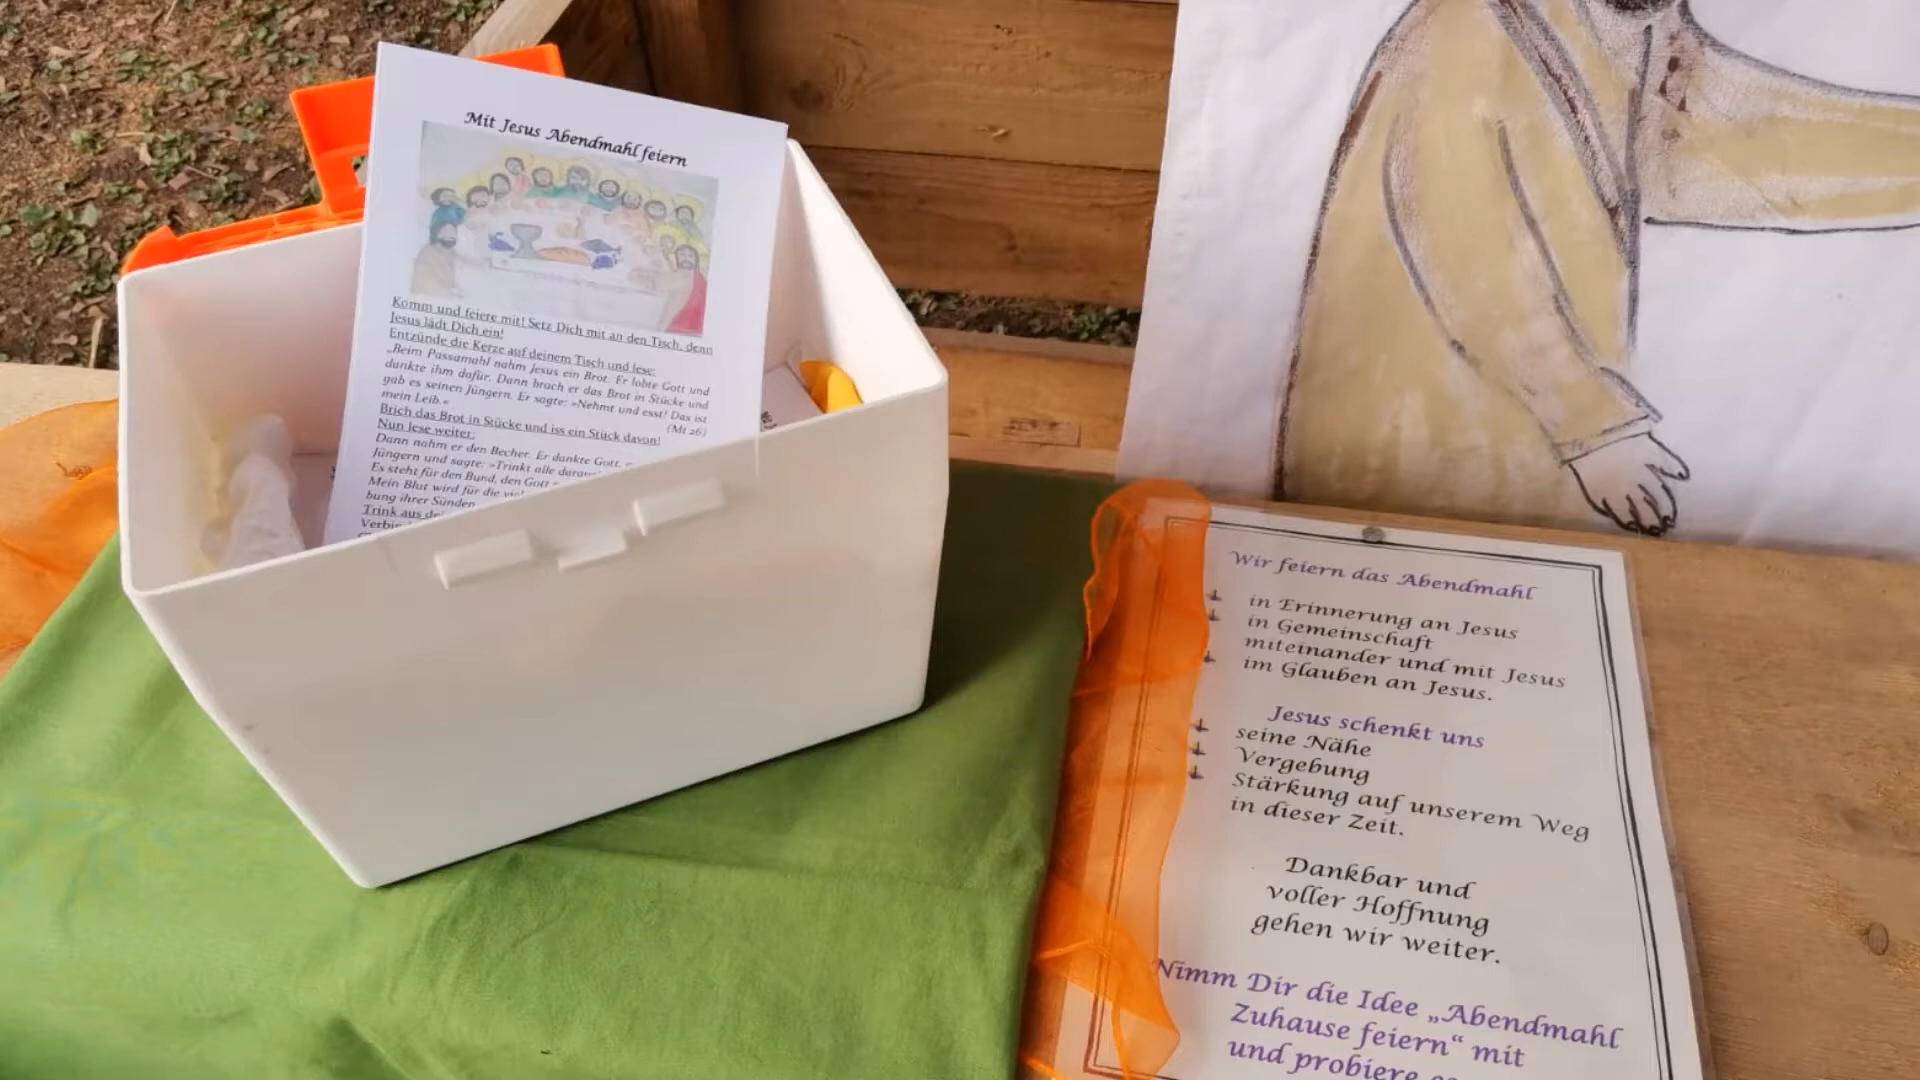 Mit Jesus Abendmahl feiern
Komm und feiere mit! Setz Dich mit an den Tisch, denn
Jesus lädt Dich ein!
Entzünde die Kerze auf deinem Tisch und lese:
„Beim Passamahl nahm Jesus ein Brot. Er lobte Gott und
dankte ihm dafür. Dann brach er das Brot in Stücke und
gab es seinen Jüngern. Er sagte: »Nehmt und esst! Das ist
mein Leib.«
(Mt 26)
Brich das Brot in Stücke und iss ein Stück davon!
Nun lese weiter:
Dann nahm er den Becher. Er dankte Gott,
Jüngern und sagte: »Trinkt alle
Es steht für den Bund, den Gott
Mein Blut wird für die
bung ihrer Sünden
Trink aus
Wir feiern das Abendmahl
in Erinnerung an Jesus
in Gemeinschaft
miteinander und mit Jesus
im Glauben an Jesus.
Jesus schenkt uns
seine Nähe
Vergebung
Stärkung auf unserem Weg
in dieser Zeit.
Dankbar und
voller Hoffnung
gehen wir weiter.
Nimm Dir die Idee „Abendmahl
Zuhause feiern“ mit
und probiere